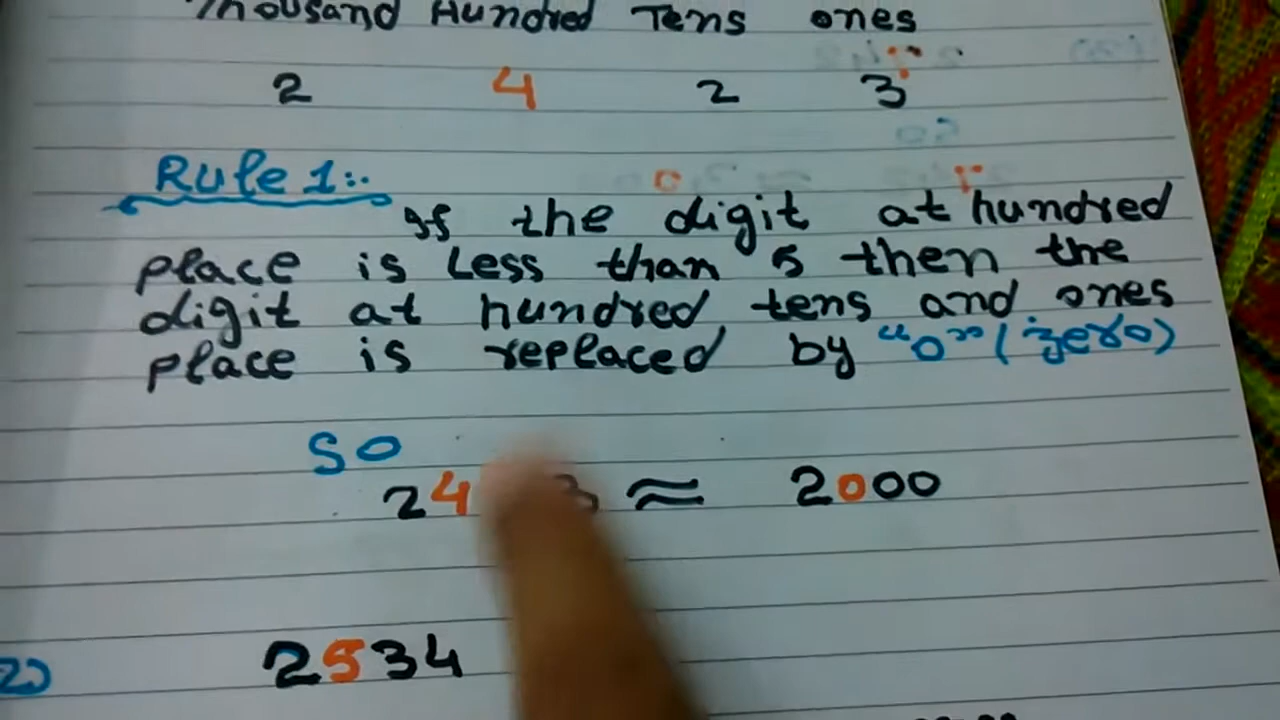 Thousand Hundred Tens ones
2 4 2 3
Rule 1:.
If the digit at hundred
place is Less than 5 then the
digit at hundred, tens and ones
place is replaced by "0" (zero)
SO
24 3 ≈ 2000
2) 2534